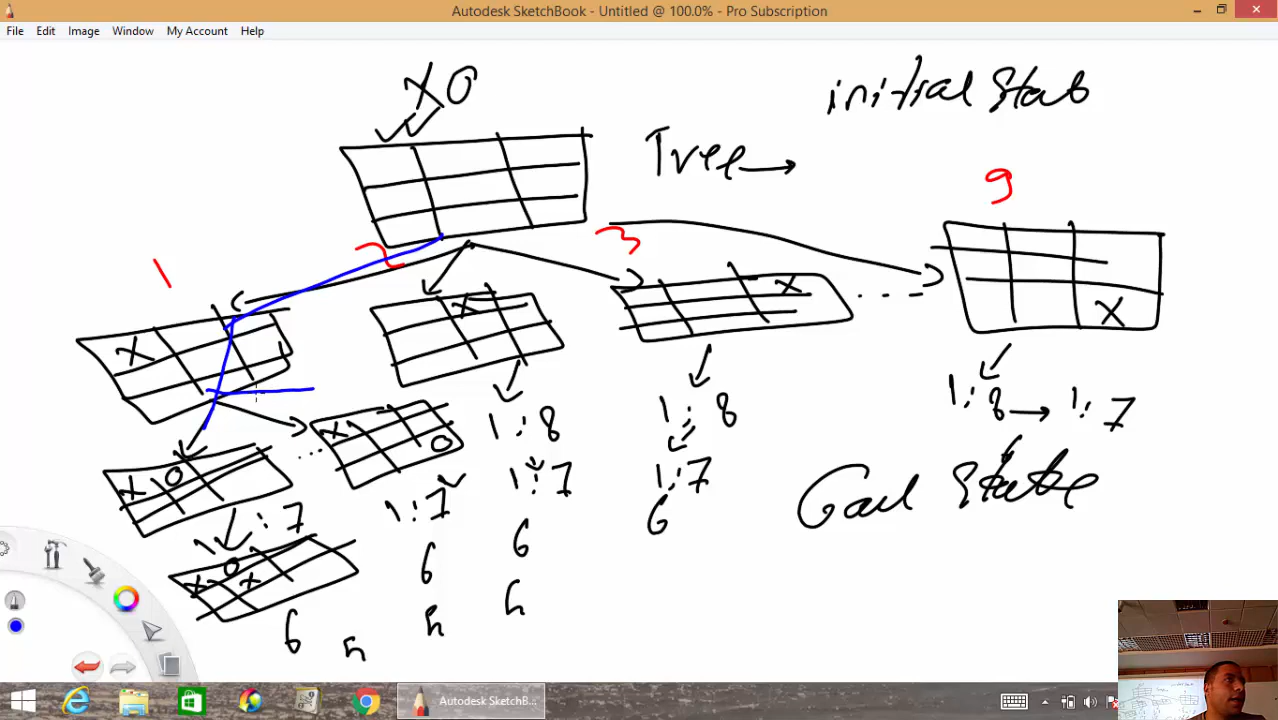 Autodesk SketchBook - Untitled @ 100.0% - Pro Subscription
File Edit Image Window My Account Help
X O
initial Stat
Tree
1
2
3
9
X
X
X
X
X O
X O
1:8
1:8
1:8 → 1:7
1:7
1:7
1:7
1:7
Goal State
X O X
6
6
6
6
Autodesk SketchB...